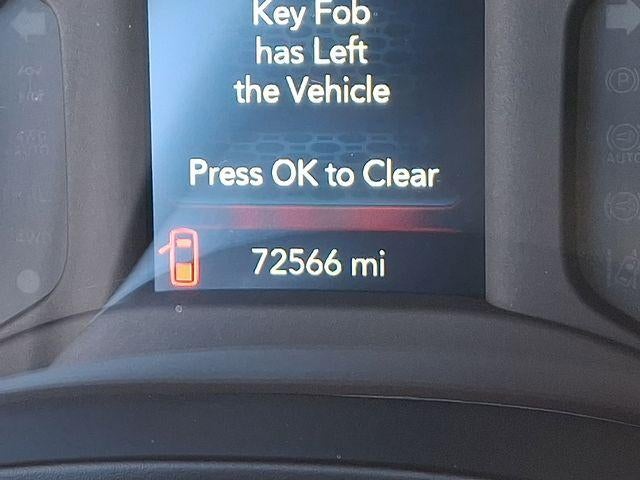 Key Fob
has Left
the Vehicle
Press OK to Clear
72566 mi